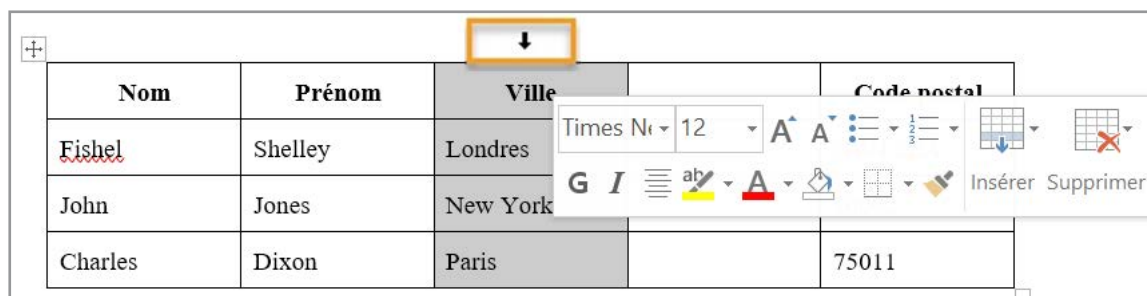 Nom Prénom Ville Code postal
Times Ne 12 A A
Fishel Shelley Londres
G I ab A Insérer Supprimer
John Jones New York
Charles Dixon Paris 75011